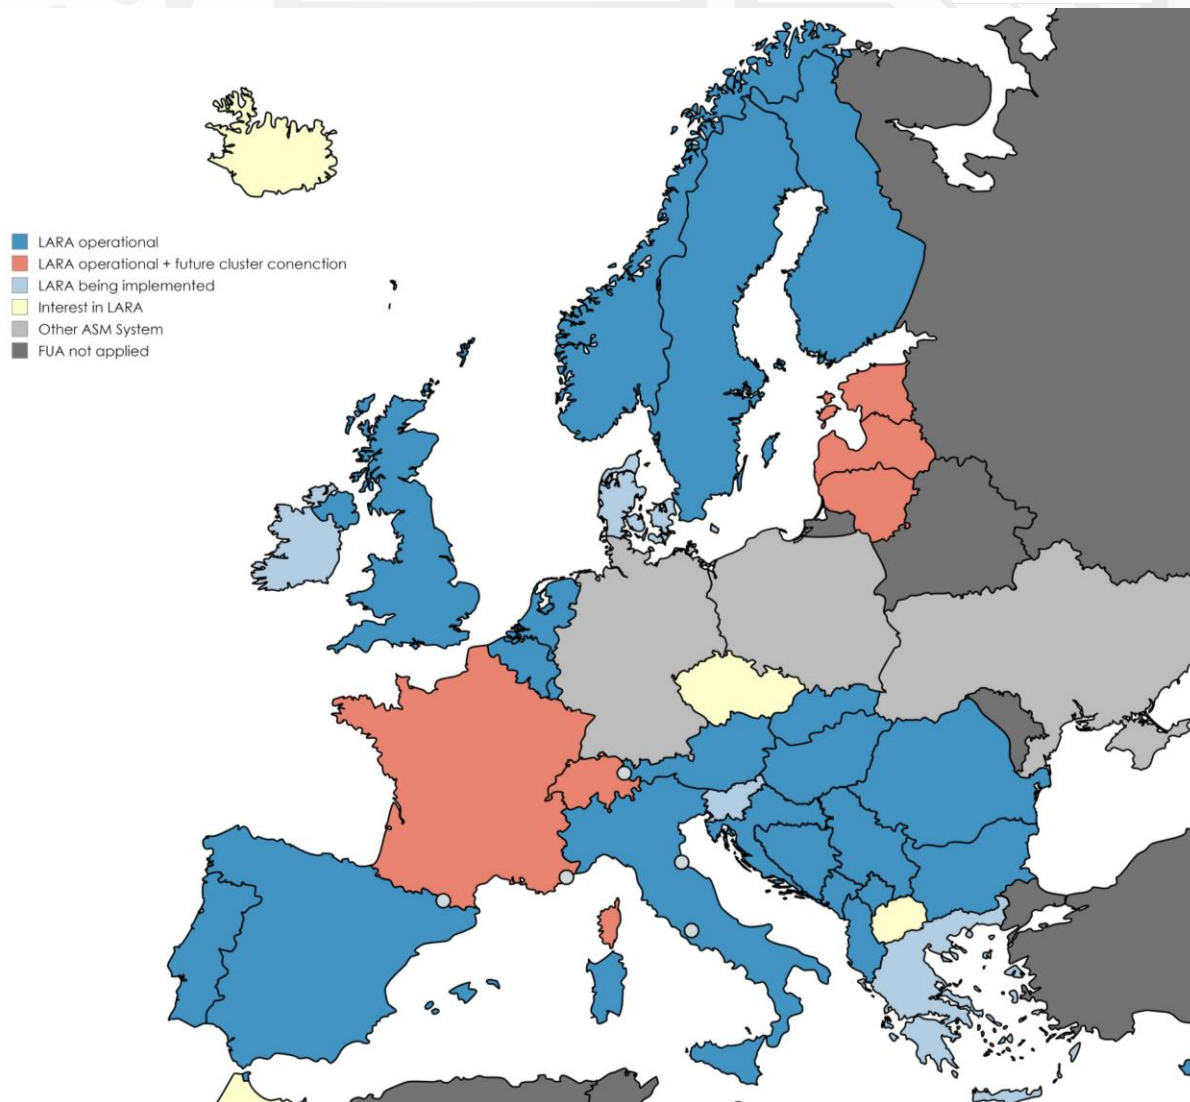 LARA operational
LARA operational + future cluster conenction
LARA being implemented
Interest in LARA
Other ASM System
FUA not applied